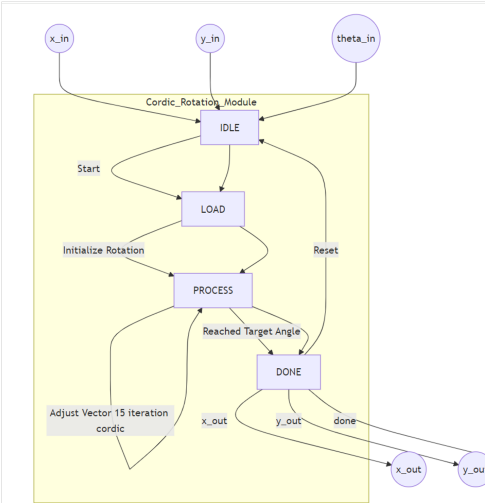 x_in
y_in
theta_in
Cordic_Rotation_Module
IDLE
Start
LOAD
Initialize Rotation
Reset
PROCESS
Reached Target Angle
DONE
Adjust Vector 15 iteration
cordic
x_out
y_out
done
x_out
y_ou